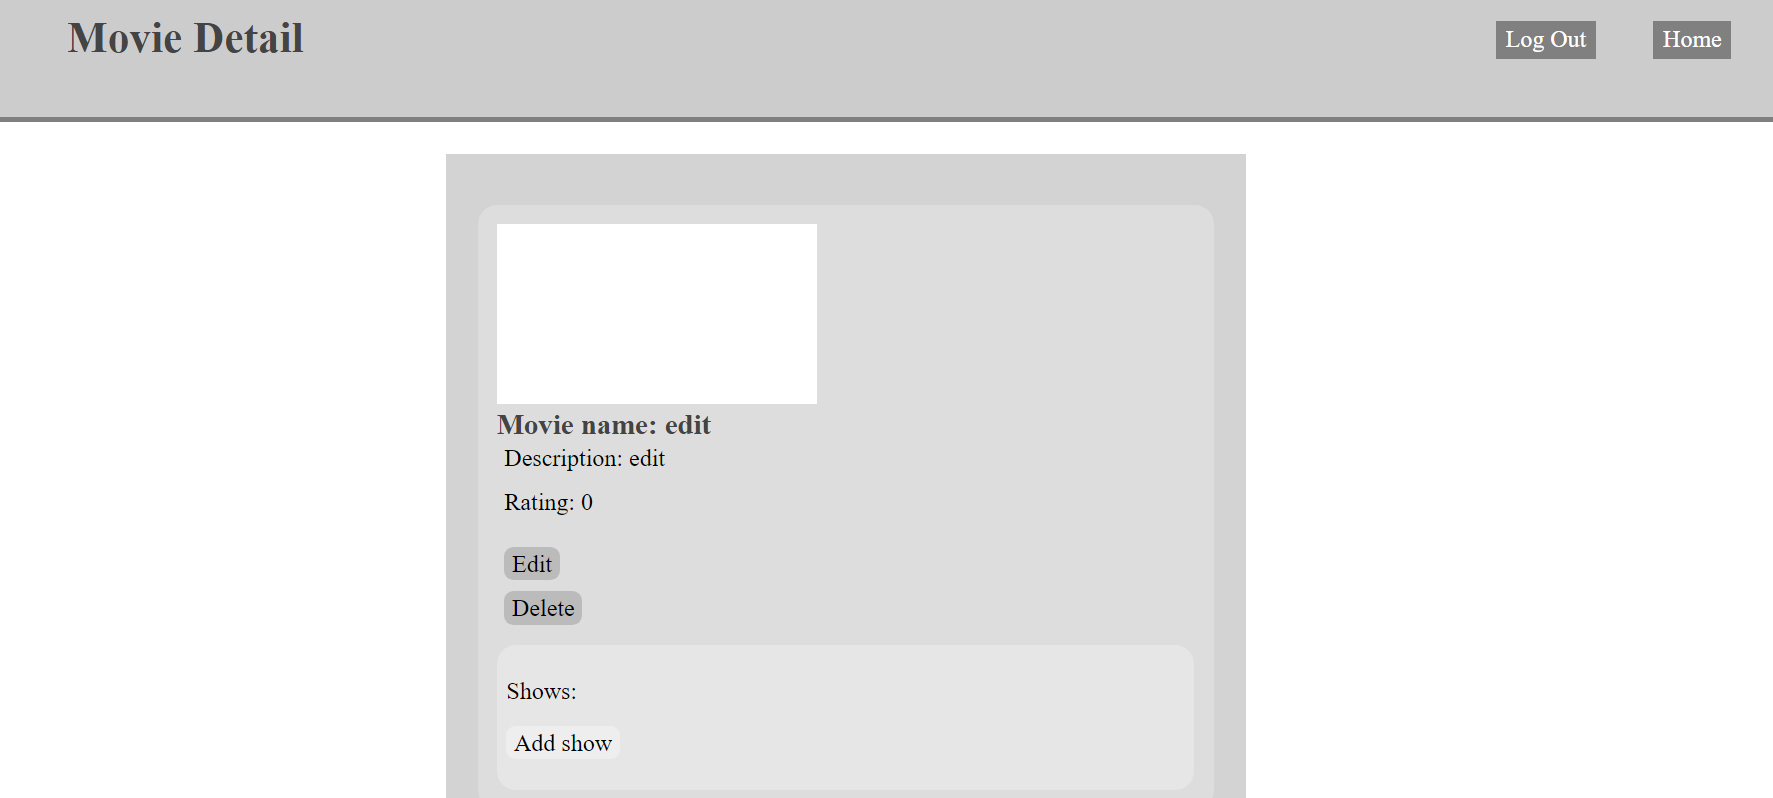 Movie Detail
Log Out
Home
Movie name: edit
Description: edit
Rating: 0
Edit
Delete
Shows:
Add show